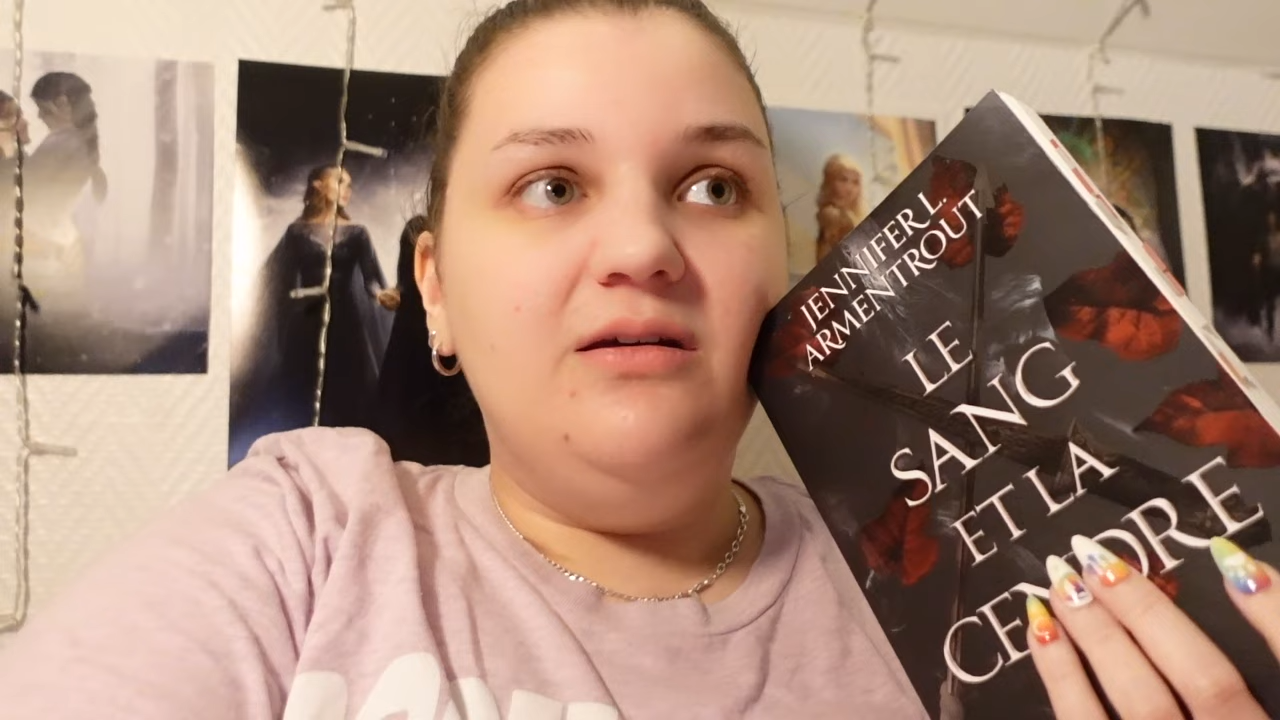 JENNIFER L.
ARMENTROUT
LE
SANG
ET LA
CENDRE